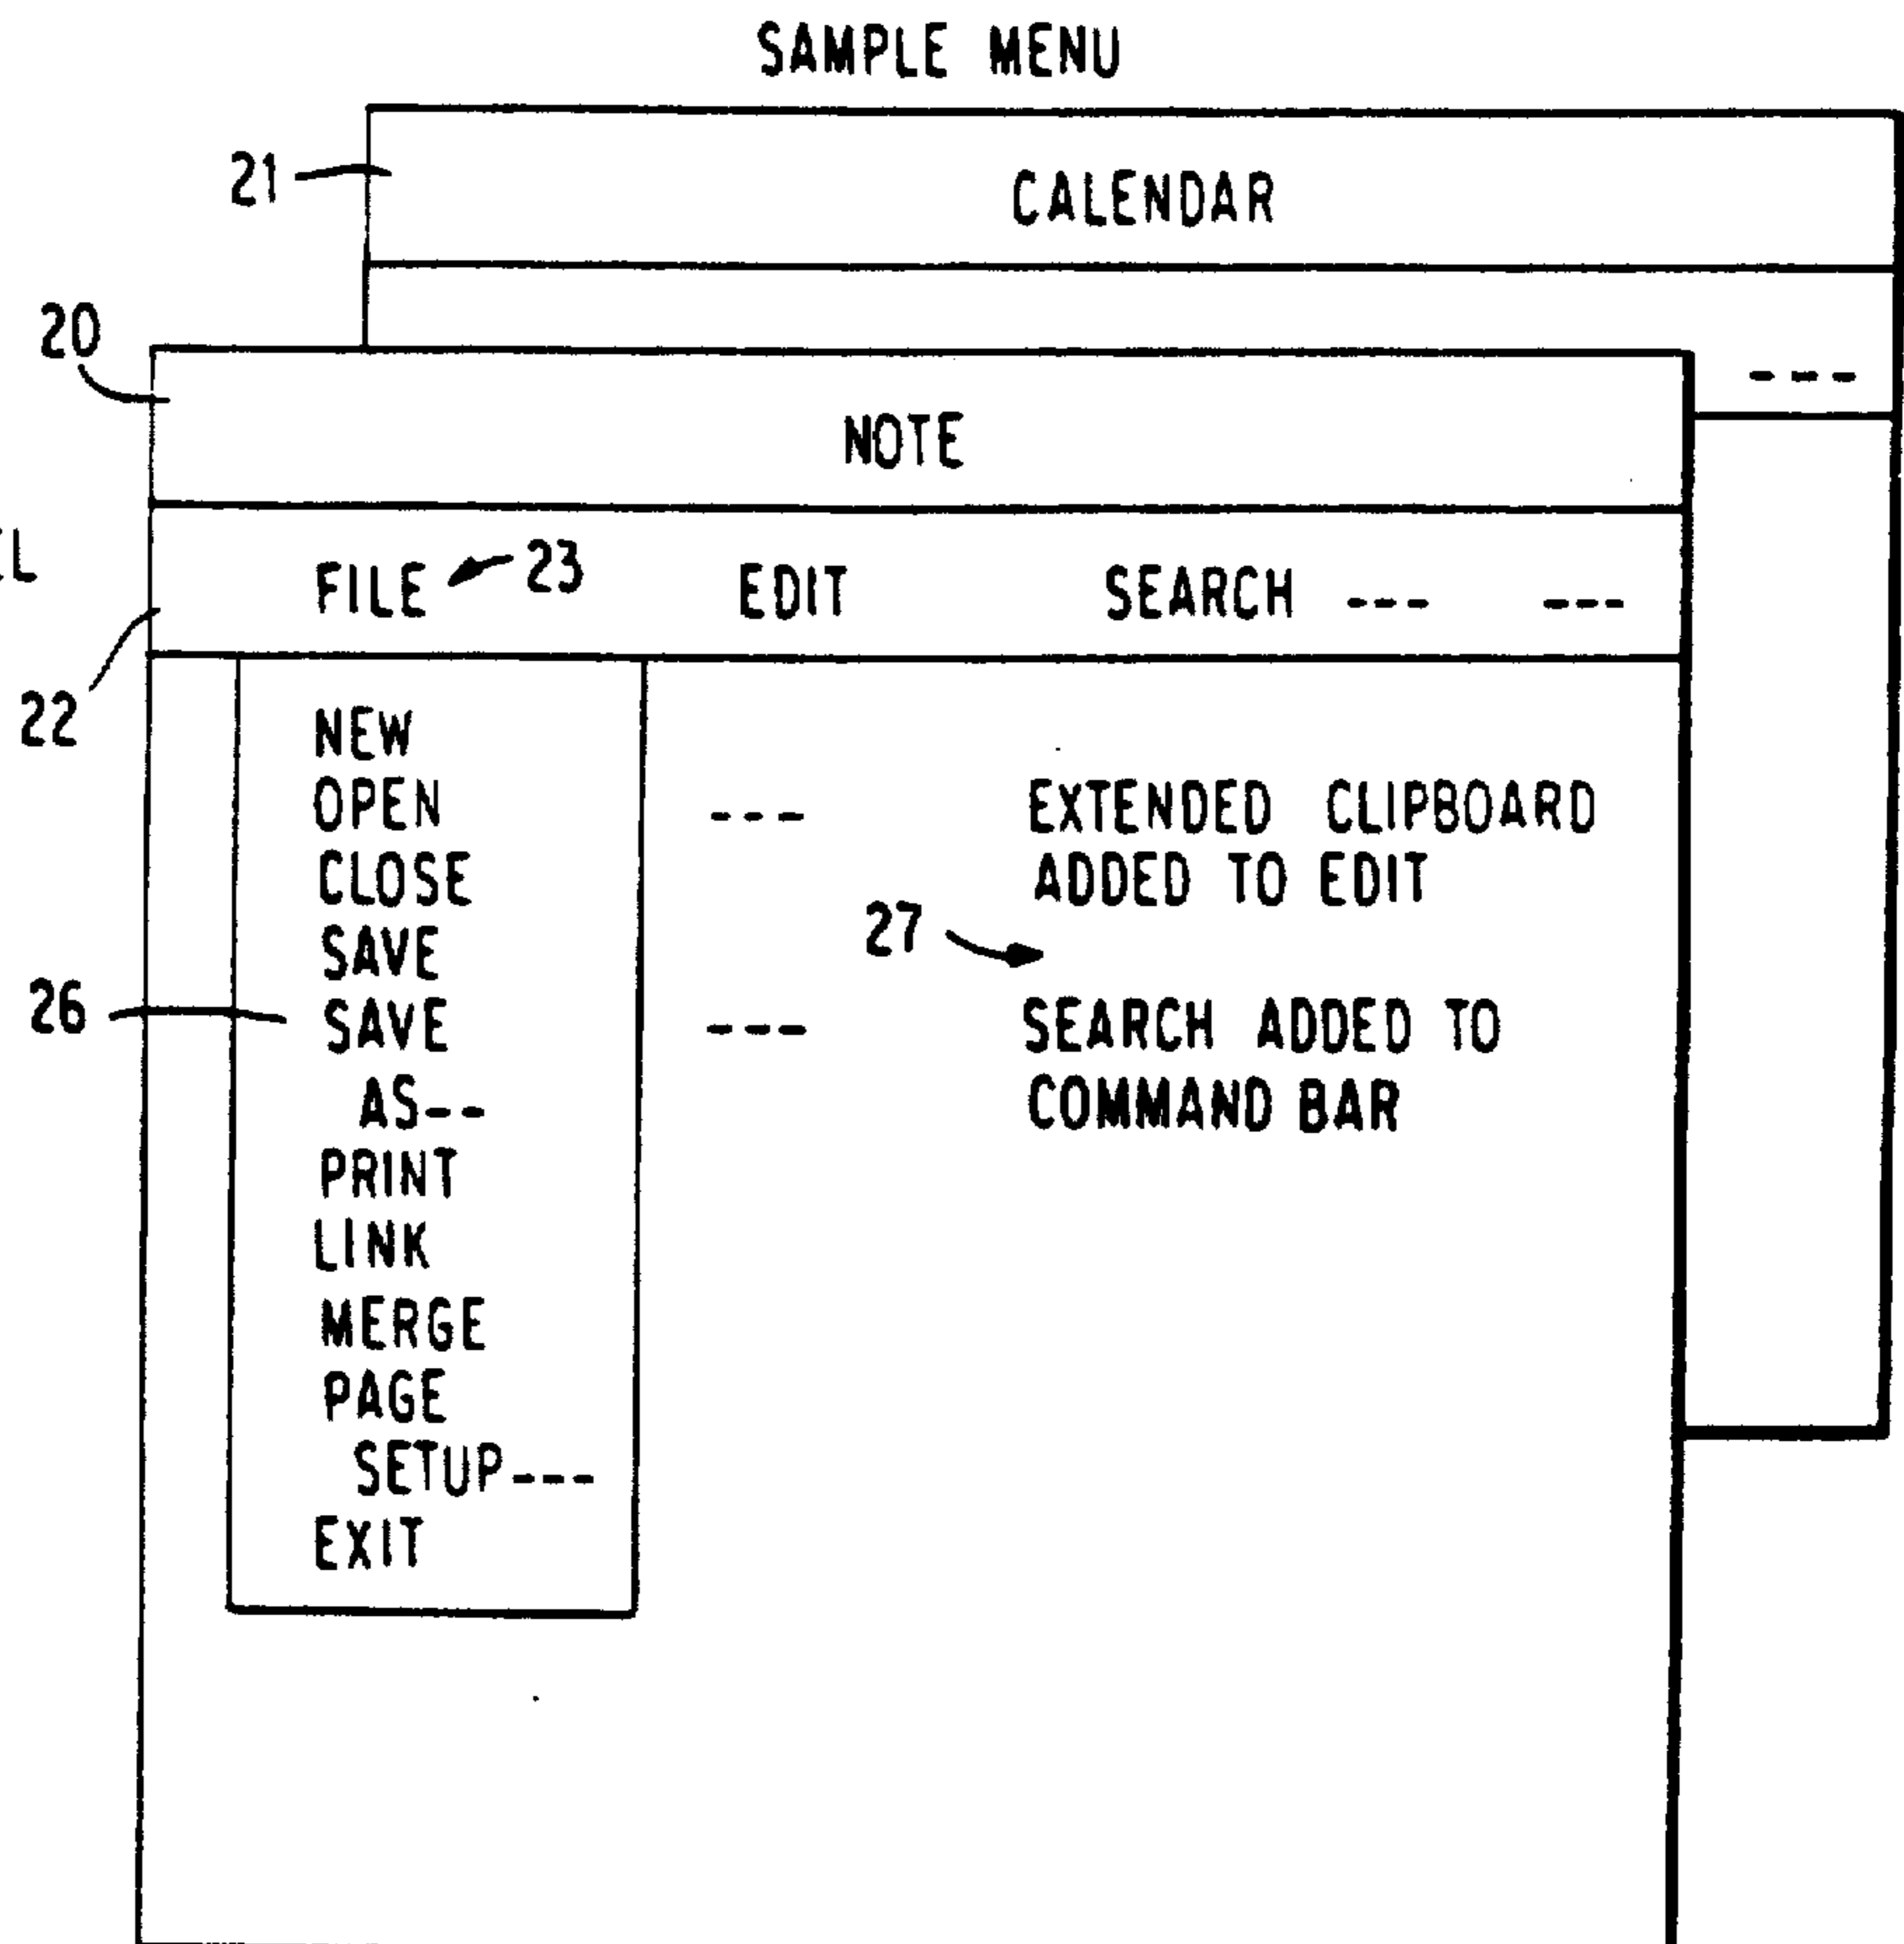 SAMPLE MENU
21
CALENDAR
20
---
NOTE
FILE 23 EDIT SEARCH --- ---
22
NEW
OPEN
CLOSE
SAVE
SAVE
AS--
PRINT
LINK
MERGE
PAGE
SETUP---
EXIT
26
---
---
EXTENDED CLIPBOARD
ADDED TO EDIT
27
SEARCH ADDED TO
COMMAND BAR